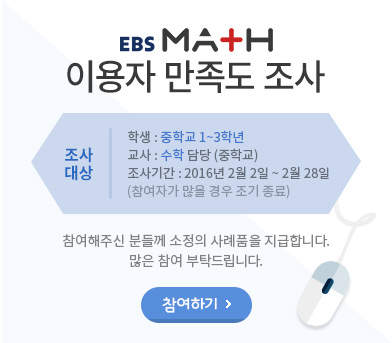 EBS MATH
이용자 만족도 조사
조사
대상
학생 : 중학교 1~3학년
교사 : 수학 담당 (중학교)
조사기간 : 2016년 2월 2일 ~ 2월 28일
(참여자가 많을 경우 조기 종료)
참여해주신 분들께 소정의 사례품을 지급합니다.
많은 참여 부탁드립니다.
참여하기 >